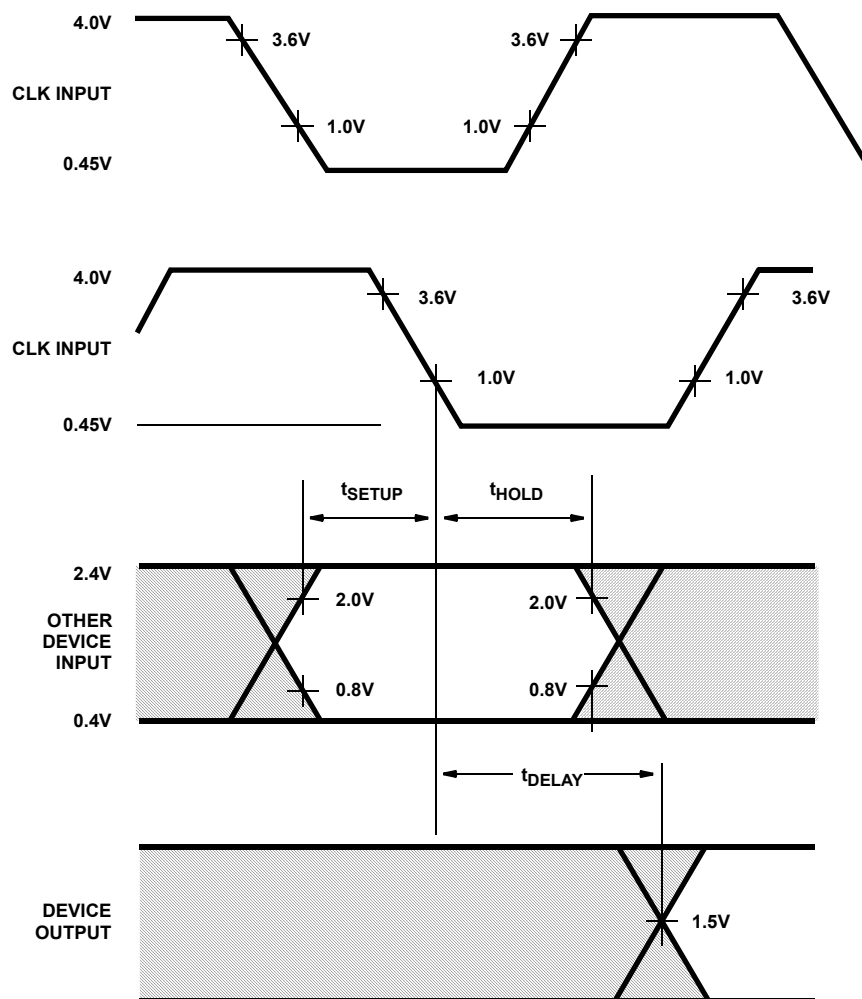 4.0V
3.6V
3.6V
CLK INPUT
1.0V
1.0V
0.45V
4.0V
3.6V
3.6V
CLK INPUT
1.0V
1.0V
0.45V
tSETUP
tHOLD
2.4V
2.0V
2.0V
OTHER
DEVICE
INPUT
0.8V
0.8V
0.4V
tDELAY
DEVICE
OUTPUT
1.5V